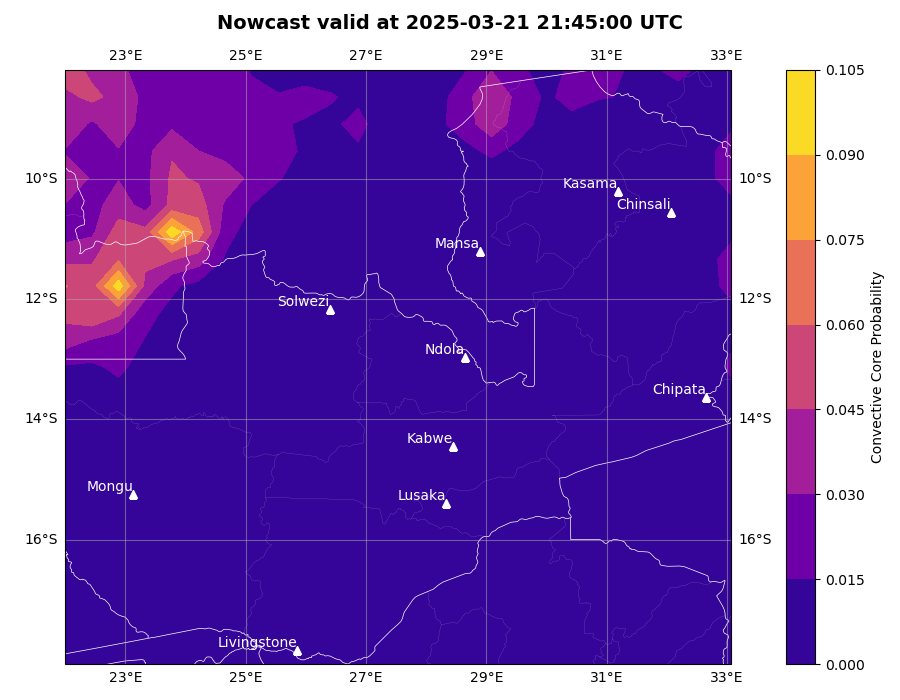 Nowcast valid at 2025-03-21 21:45:00 UTC
23°E 25°E 27°E 29°E 31°E 33°E
0.105
0.090
10°S 10°S
Kasama
Chinsali
0.075
Mansa
12°S 12°S
Solwezi
0.060
Ndola
Chipata
14°S 14°S
0.045
Kabwe
Mongu
Lusaka
0.030
16°S 16°S
0.015
Livingstone
0.000
23°E 25°E 27°E 29°E 31°E 33°E
Convective Core Probability